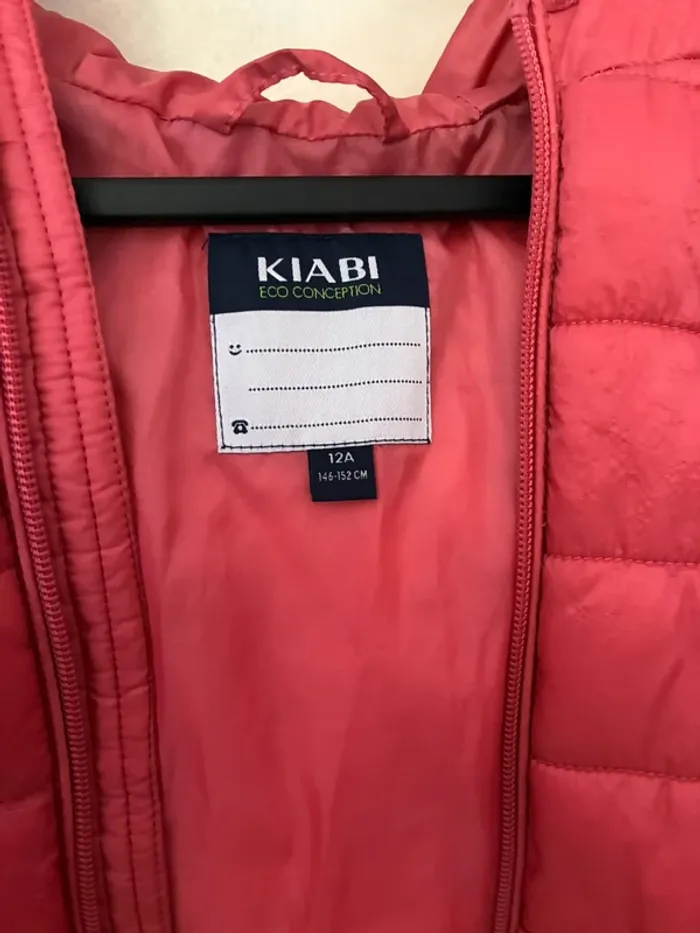 KIABI
ECO CONCEPTION
12A
146-152 CM